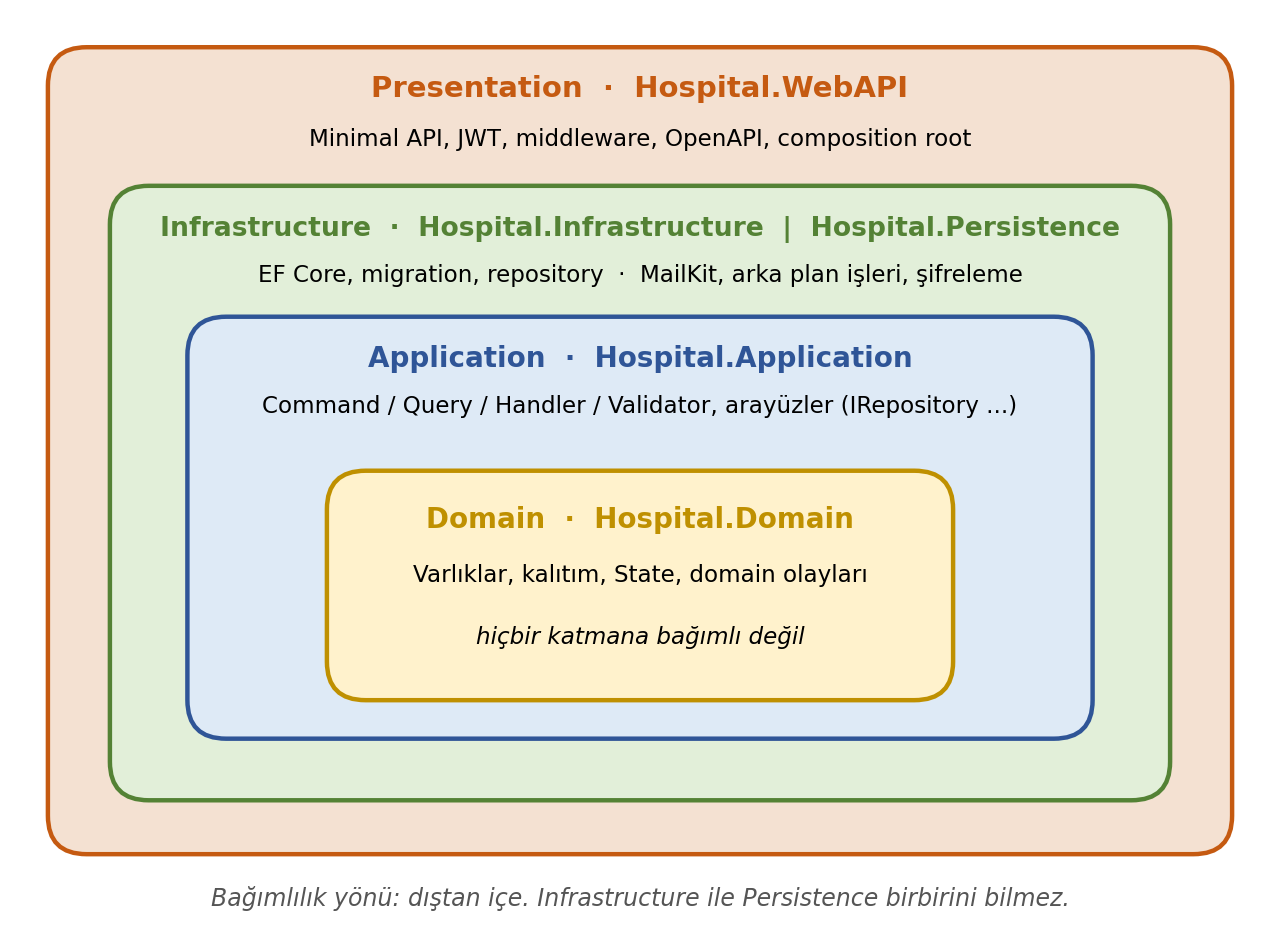 Presentation · Hospital.WebAPI
Minimal API, JWT, middleware, OpenAPI, composition root
Infrastructure · Hospital.Infrastructure | Hospital.Persistence
EF Core, migration, repository · MailKit, arka plan işleri, şifreleme
Application · Hospital.Application
Command / Query / Handler / Validator, arayüzler (IRepository ...)
Domain · Hospital.Domain
Varlıklar, kalıtım, State, domain olayları
hiçbir katmana bağımlı değil
Bağımlılık yönü: dıştan içe. Infrastructure ile Persistence birbirini bilmez.